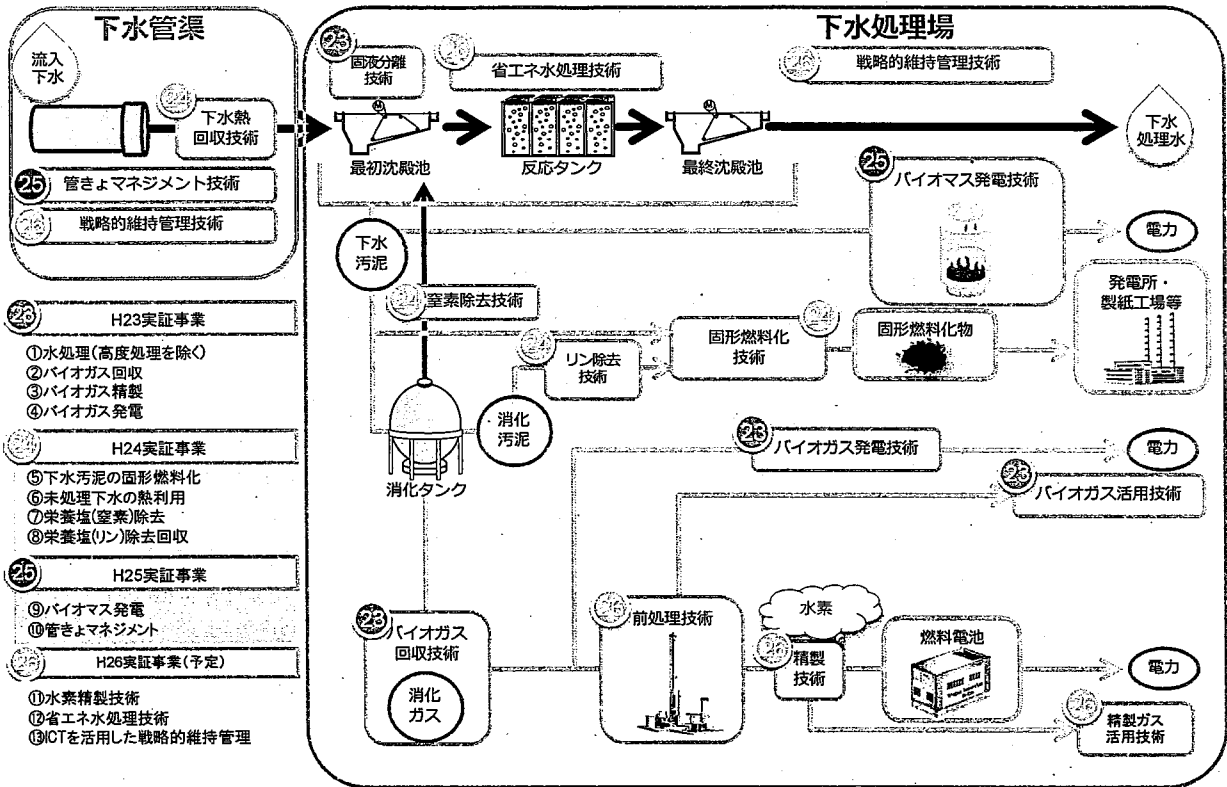 下水管渠
流入
下水
24
下水熱
回収技術
25
管きょマネジメント技術
26
戦略的維持管理技術
23
H23実証事業
①水処理(高度処理を除く)
②バイオガス回収
③バイオガス精製
④バイオガス発電
24
H24実証事業
⑤下水汚泥の固形燃料化
⑥未処理下水の熱利用
⑦栄養塩(窒素)除去
⑧栄養塩(リン)除去回収
25
H25実証事業
⑨バイオマス発電
⑩管きょマネジメント
26
H26実証事業(予定)
⑪水素精製技術
⑫省エネ水処理技術
⑬ICTを活用した戦略的維持管理
下水処理場
23
固液分離
技術
26
省エネ水処理技術
26
戦略的維持管理技術
M
M
最初沈殿池
反応タンク
最終沈殿池
下水
処理水
25
バイオマス発電技術
電力
下水
汚泥
24
窒素除去技術
24
リン除去
技術
固形燃料化
技術
24
固形燃料化物
発電所・
製紙工場等
消化
汚泥
消化タンク
23
バイオガス発電技術
電力
23
バイオガス活用技術
23
バイオガス
回収技術
消化
ガス
26
前処理技術
水素
26
精製
技術
燃料電池
電力
26
精製ガス
活用技術